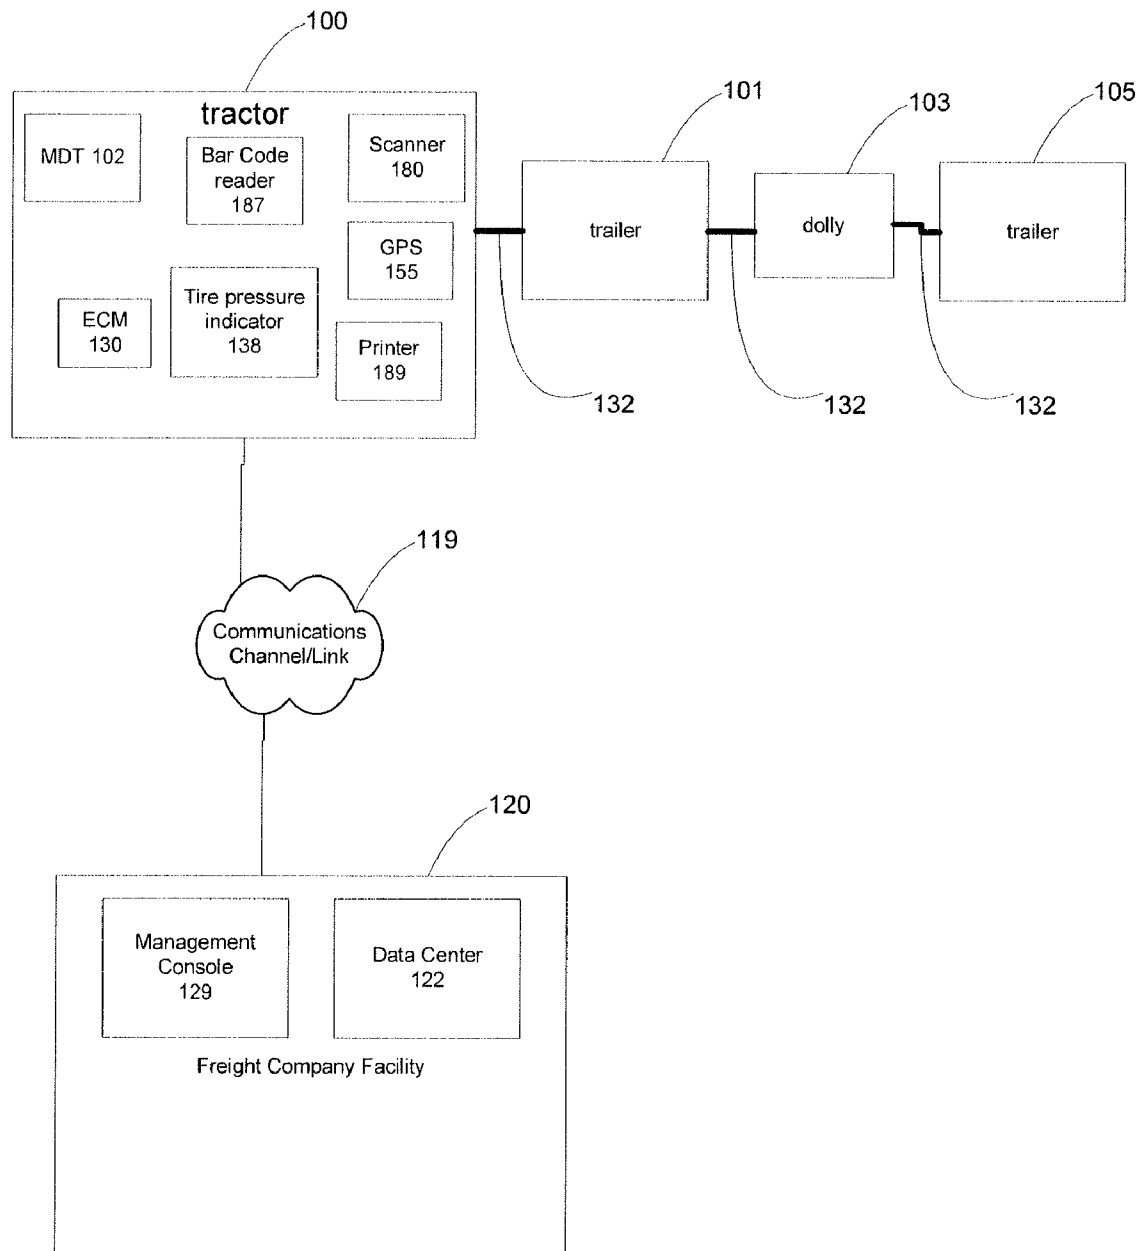 100
tractor
MDT 102
Bar Code
reader
187
Scanner
180
GPS
155
ECM
130
Tire pressure
indicator
138
Printer
189
101
trailer
103
dolly
105
trailer
132
132
132
119
Communications
Channel/Link
120
Management
Console
129
Data Center
122
Freight Company Facility